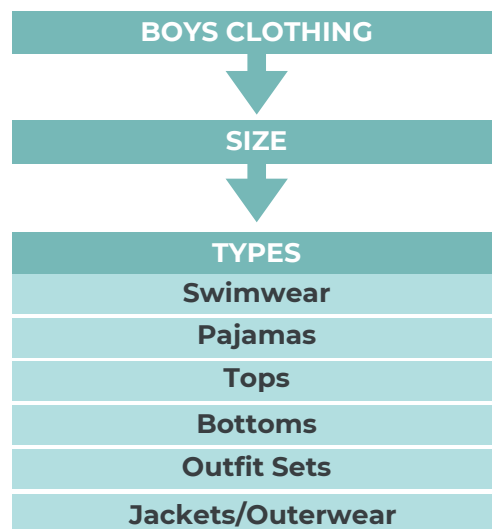 BOYS CLOTHING
SIZE
TYPES
Swimwear
Pajamas
Tops
Bottoms
Outfit Sets
Jackets/Outerwear